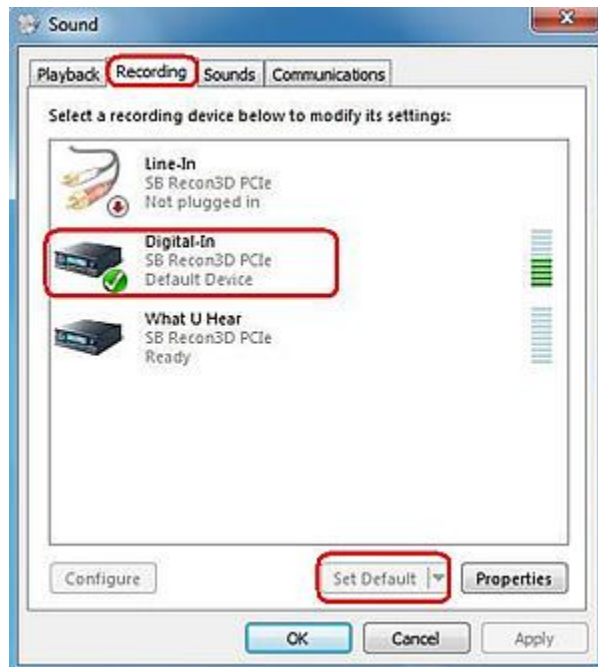 Sound
Playback Recording Sounds Communications
Select a recording device below to modify its settings:
Line-In
SB Recon3D PCIe
Not plugged in
Digital-In
SB Recon3D PCIe
Default Device
What U Hear
SB Recon3D PCIe
Ready
Configure Set Default Properties
OK Cancel Apply